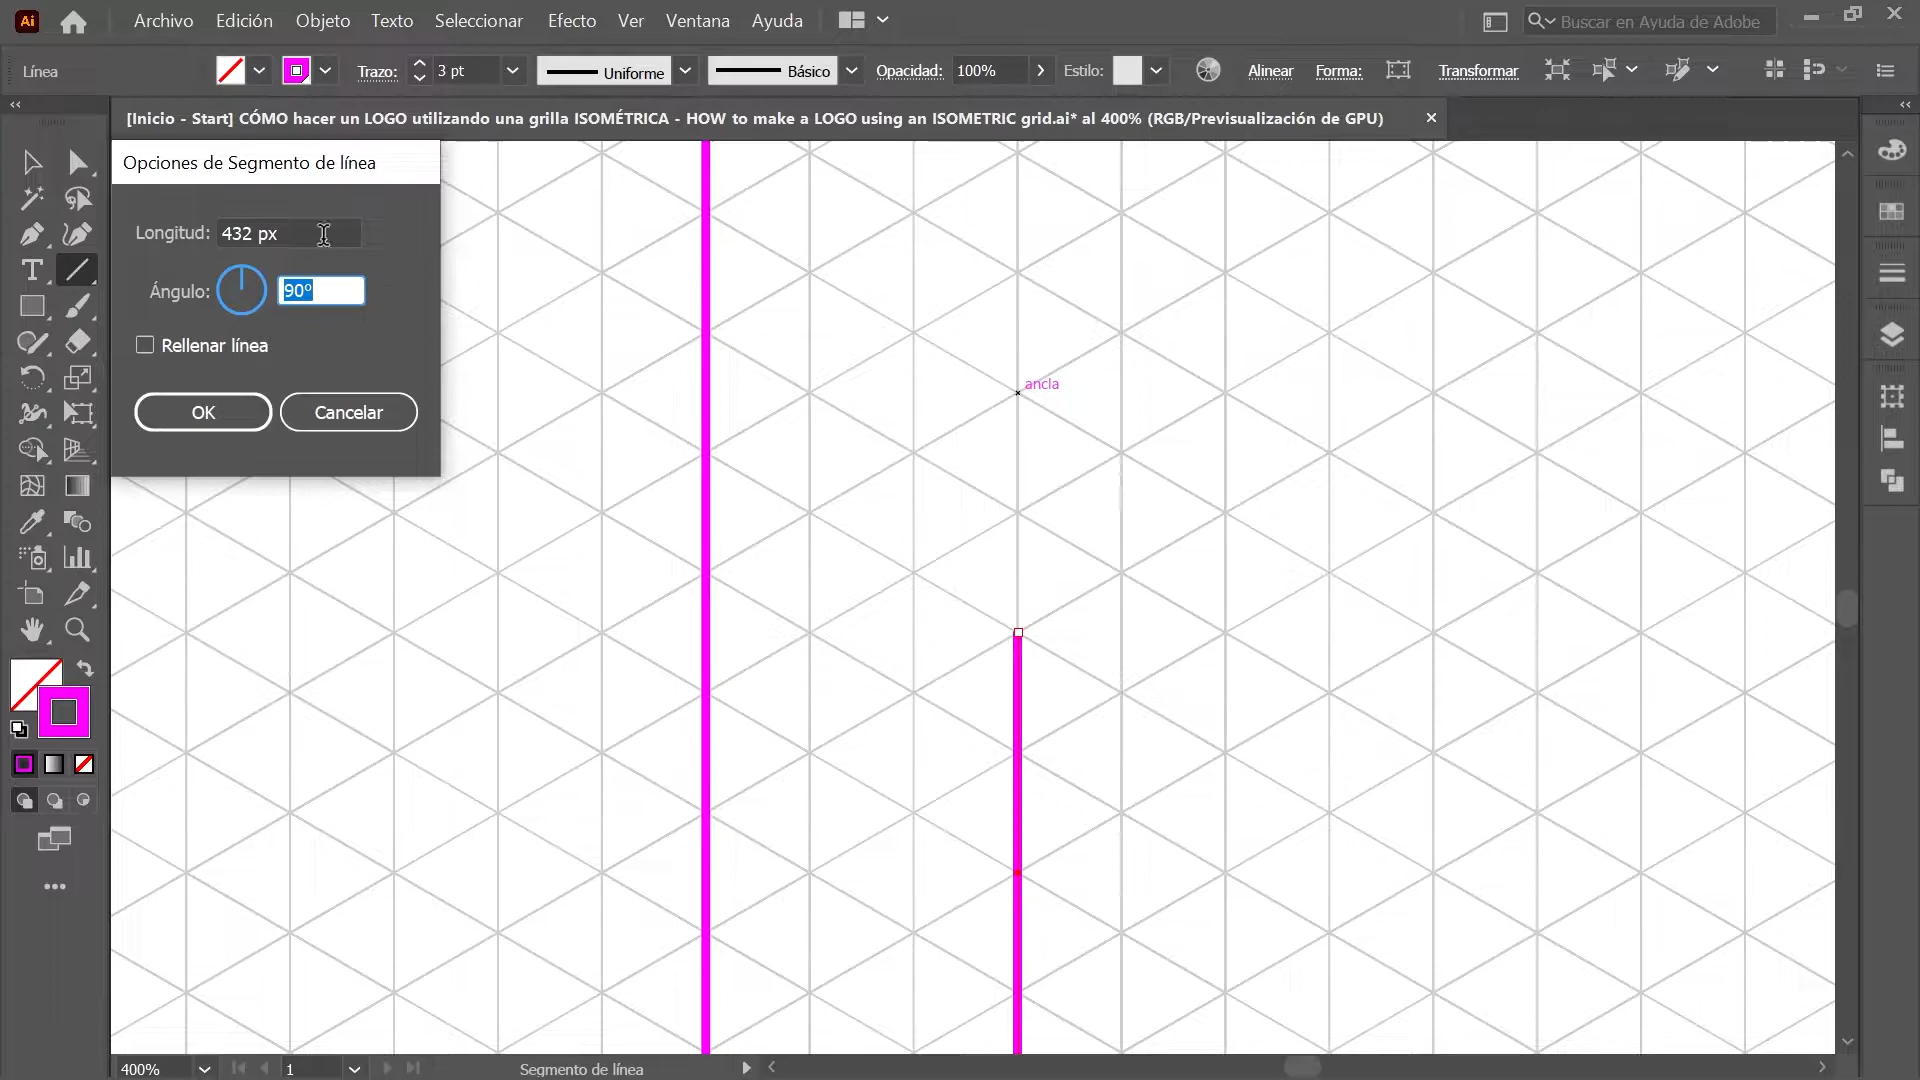 Ai
Archivo Edición Objeto Texto Seleccionar Efecto Ver Ventana Ayuda
Buscar en Ayuda de Adobe
Línea
Trazo: 3 pt
Uniforme
Básico
Opacidad: 100%
Estilo:
Alinear Forma: Transformar
[Inicio - Start] CÓMO hacer un LOGO utilizando una grilla ISOMÉTRICA - HOW to make a LOGO using an ISOMETRIC grid.ai* al 400% (RGB/Previsualización de GPU)
Opciones de Segmento de línea
Longitud: 432 px
Ángulo: 90°
Rellenar línea
OK Cancelar
ancla
400%
1
Segmento de línea